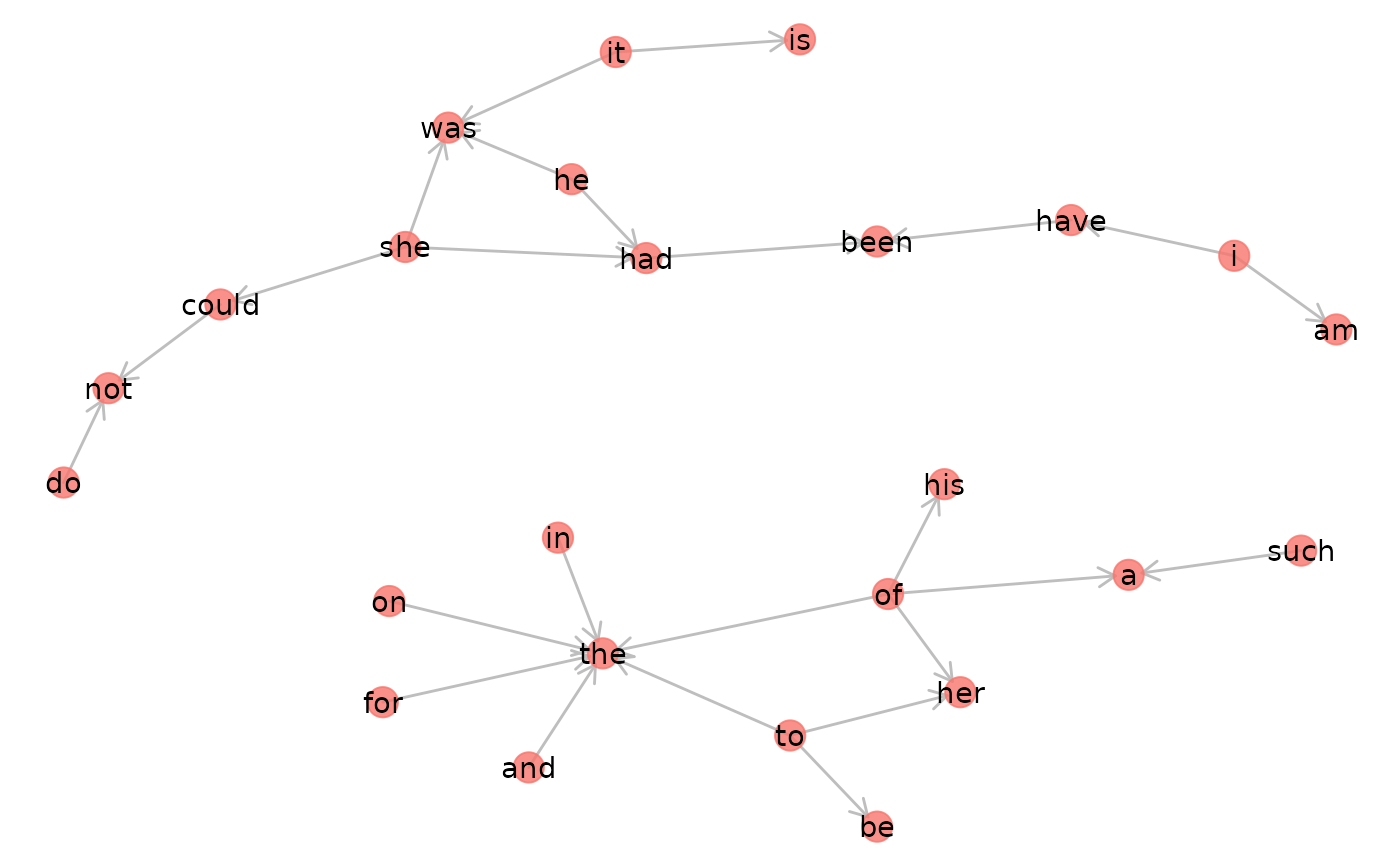 is
it
was
he
have
been
she
i
had
could
am
not
do
his
in
such
a
of
on
the
her
for
to
and
be